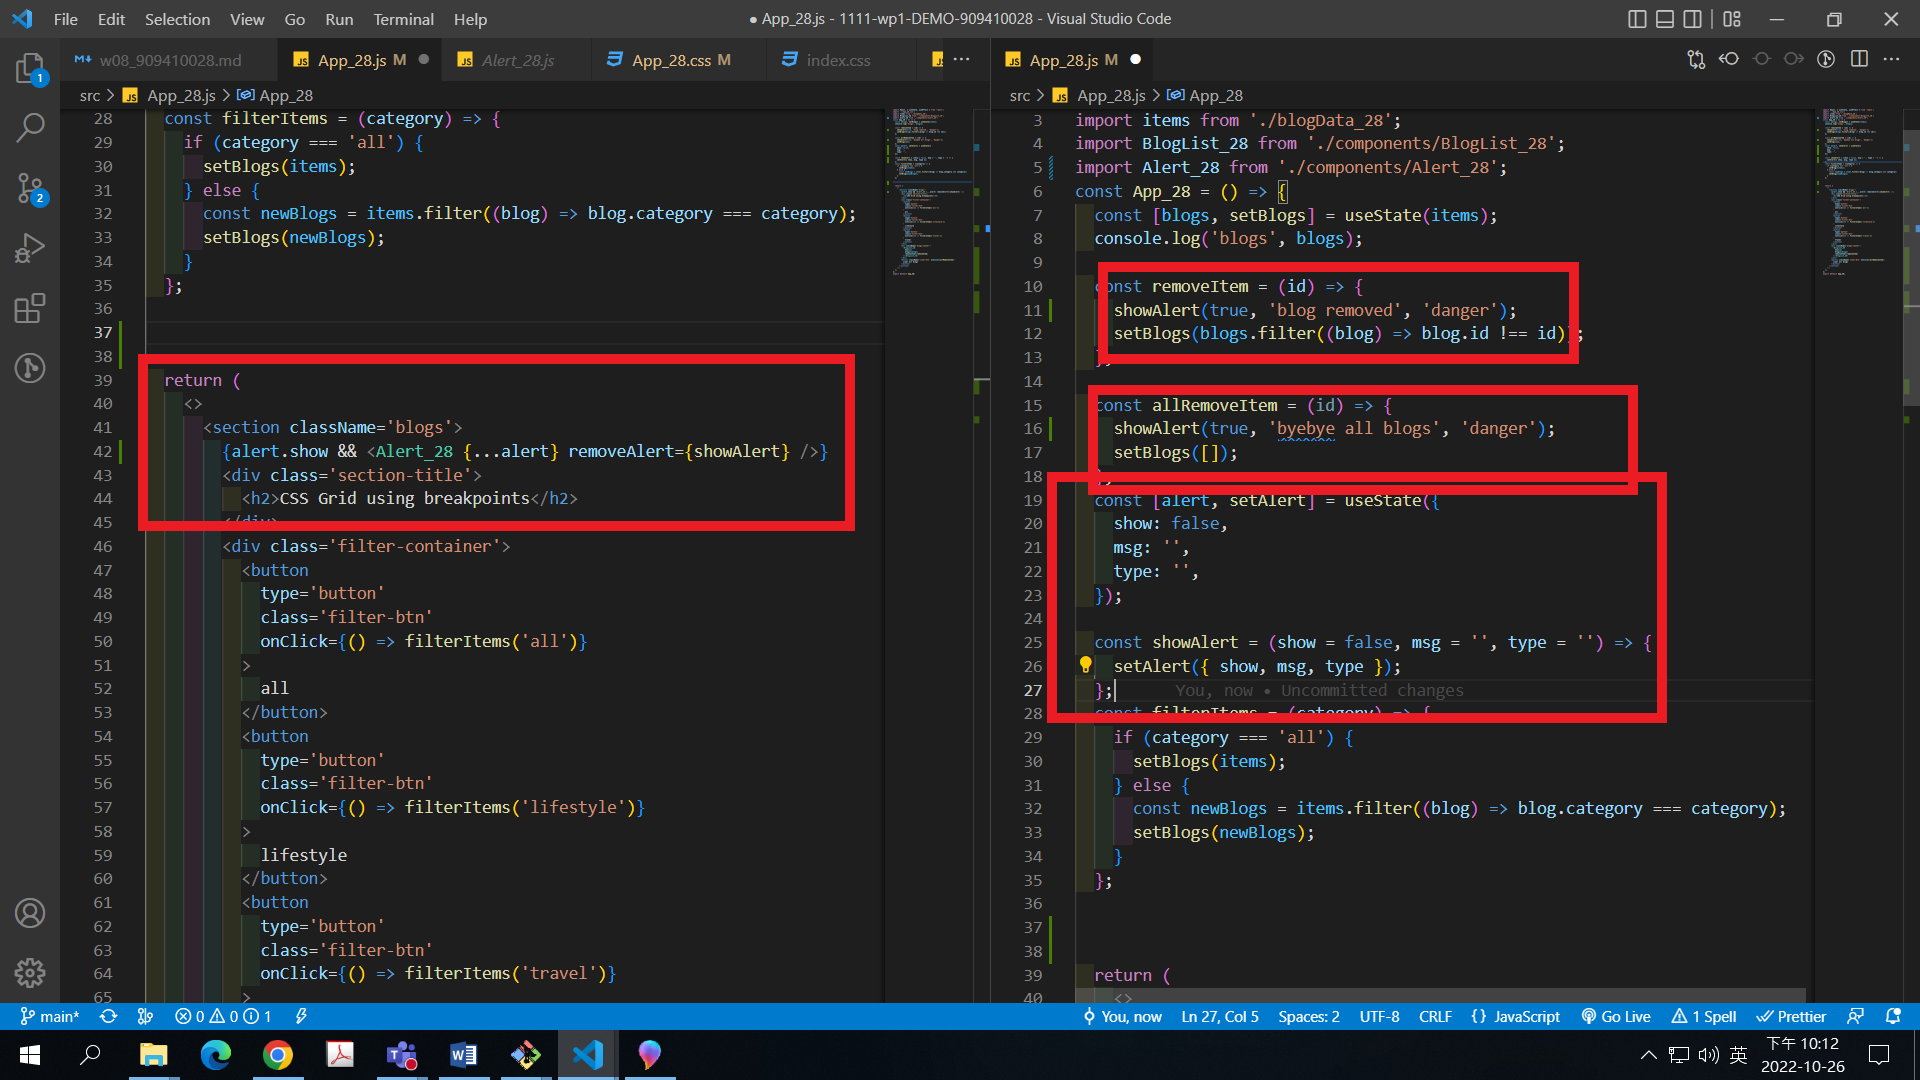 File Edit Selection View Go Run Terminal Help
● App_28.js - 1111-wp1-DEMO-909410028 - Visual Studio Code
w08_909410028.md
JS App_28.js M
JS Alert_28.js
App_28.css M
index.css
JS
...
src > JS App_28.js > App_28
28 const filterItems = (category) => {
29 if (category === 'all') {
30 setBlogs(items);
31 } else {
32 const newBlogs = items.filter((blog) => blog.category === category);
33 setBlogs(newBlogs);
34 }
35 };
36
37
38
39 return (
40 <>
41 <section className='blogs'>
42 {alert.show && <Alert_28 {...alert} removeAlert={showAlert} />}
43 <div class='section-title'>
44 <h2>CSS Grid using breakpoints</h2>
45 </div>
46 <div class='filter-container'>
47 <button
48 type='button'
49 class='filter-btn'
50 onClick={() => filterItems('all')}
51 >
52 all
53 </button>
54 <button
55 type='button'
56 class='filter-btn'
57 onClick={() => filterItems('lifestyle')}
58 >
59 lifestyle
60 </button>
61 <button
62 type='button'
63 class='filter-btn'
64 onClick={() => filterItems('travel')}
65 >
JS App_28.js M ●
src > JS App_28.js > App_28
3 import items from './blogData_28';
4 import BlogList_28 from './components/BlogList_28';
5 import Alert_28 from './components/Alert_28';
6 const App_28 = () => {
7 const [blogs, setBlogs] = useState(items);
8 console.log('blogs', blogs);
9
10 const removeItem = (id) => {
11 showAlert(true, 'blog removed', 'danger');
12 setBlogs(blogs.filter((blog) => blog.id !== id));
13 };
14
15 const allRemoveItem = (id) => {
16 showAlert(true, 'byebye all blogs', 'danger');
17 setBlogs([]);
18 };
19 const [alert, setAlert] = useState({
20 show: false,
21 msg: '',
22 type: '',
23 });
24
25 const showAlert = (show = false, msg = '', type = '') => {
26 setAlert({ show, msg, type });
27 }; You, now • Uncommitted changes
28 const filterItems = (category) => {
29 if (category === 'all') {
30 setBlogs(items);
31 } else {
32 const newBlogs = items.filter((blog) => blog.category === category);
33 setBlogs(newBlogs);
34 }
35 };
36
37
38
39 return (
40 <>
1
2
main* 0 0 1
You, now Ln 27, Col 5 Spaces: 2 UTF-8 CRLF {} JavaScript Go Live 1 Spell Prettier
英
下午 10:12
2022-10-26